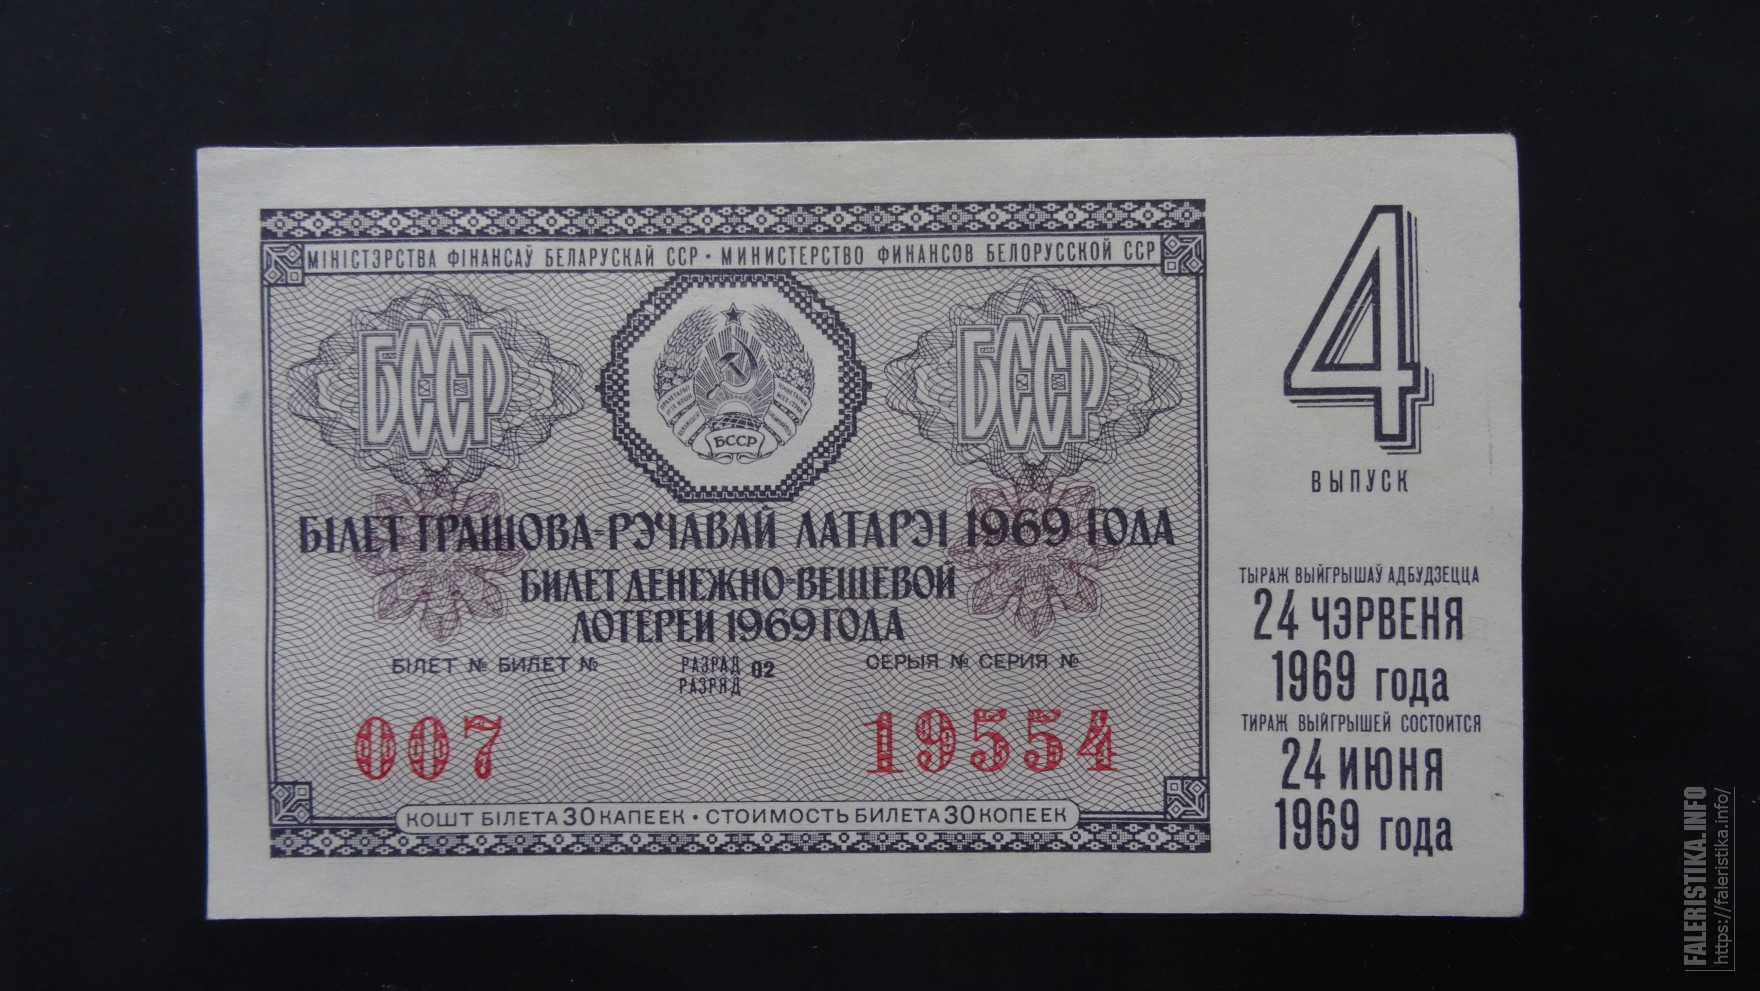 МІНІСТЭРСТВА ФІНАНСАЎ БЕЛАРУСКАЙ ССР • МИНИСТЕРСТВО ФИНАНСОВ БЕЛОРУССКОЙ ССР
БССР
БССР
БССР
БІЛЕТ ГРАШОВА-РЭЧАВАЙ ЛАТАРЭІ 1969 ГОДА
БИЛЕТ ДЕНЕЖНО-ВЕЩЕВОЙ
ЛОТЕРЕИ 1969 ГОДА
БІЛЕТ № БИЛЕТ №
РАЗРАД 02
РАЗРЯД
СЕРЫЯ № СЕРИЯ №
007
19554
КОШТ БІЛЕТА 30 КАПЕЕК • СТОИМОСТЬ БИЛЕТА 30 КОПЕЕК
4
ВЫПУСК
ТЫРАЖ ВЫЙГРЫШАЎ АДБУДЗЕЦЦА
24 ЧЭРВЕНЯ
1969 года
ТИРАЖ ВЫИГРЫШЕЙ СОСТОИТСЯ
24 ИЮНЯ
1969 года
FALERISTIKA.INFO
https://faleristika.info/